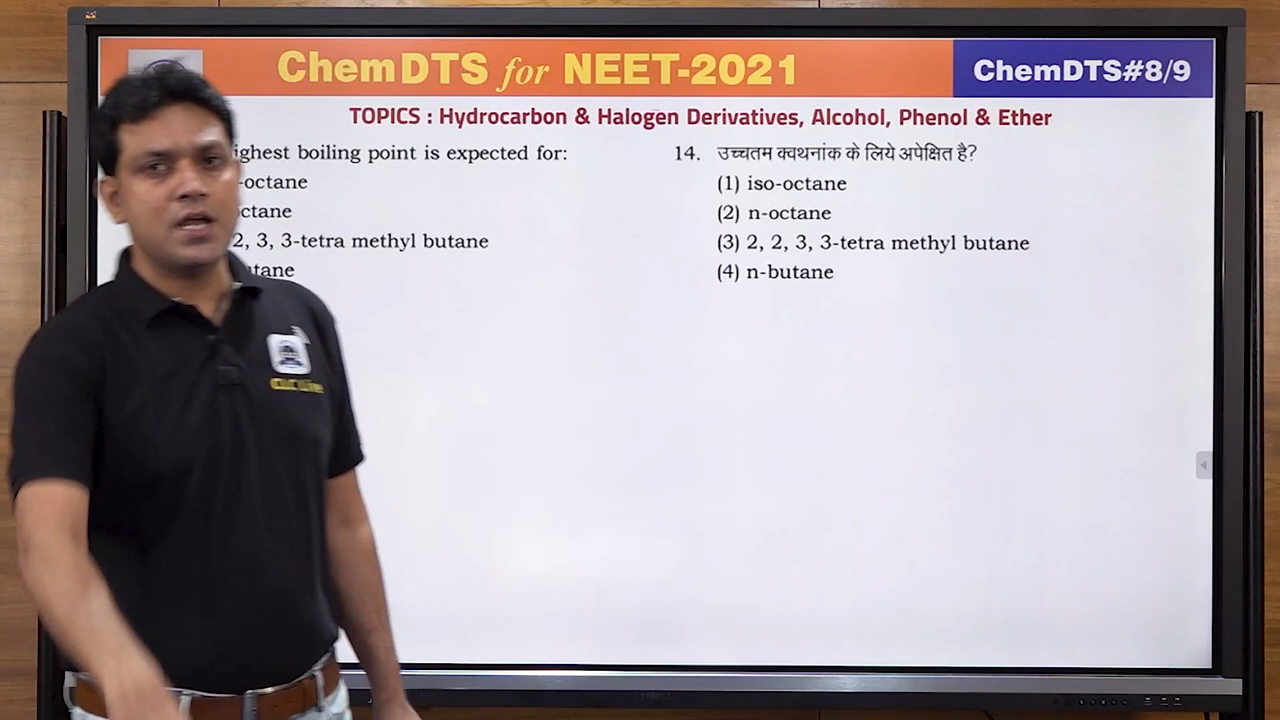 ChemDTS for NEET-2021
ChemDTS#8/9
TOPICS : Hydrocarbon & Halogen Derivatives, Alcohol, Phenol & Ether
ighest boiling point is expected for:
-octane
octane
2, 3, 3-tetra methyl butane
utane
14. उच्चतम क्वथनांक के लिये अपेक्षित है?
(1) iso-octane
(2) n-octane
(3) 2, 2, 3, 3-tetra methyl butane
(4) n-butane